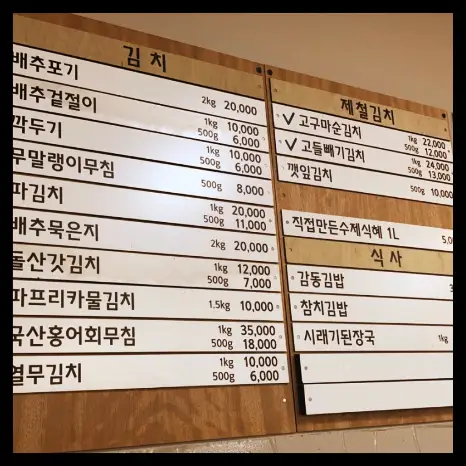 김치
배추포기 2kg 20,000
배추겉절이 1kg 10,000
500g 6,000
깍두기 1kg 10,000
500g 6,000
무말랭이무침 500g 8,000
파김치 1kg 20,000
500g 11,000
배추묵은지 2kg 20,000
돌산갓김치 1kg 12,000
500g 7,000
파프리카물김치 1.5kg 10,000
국산홍어회무침 1kg 35,000
500g 18,000
열무김치 1kg 10,000
500g 6,000
제철김치
✓ 고구마순김치 1kg 22,000
500g 12,000
✓ 고들빼기김치 1kg 24,000
500g 13,000
깻잎김치 500g 10,000
직접만든수제식혜 1L
식사
감동김밥
참치김밥
시래기된장국 1kg